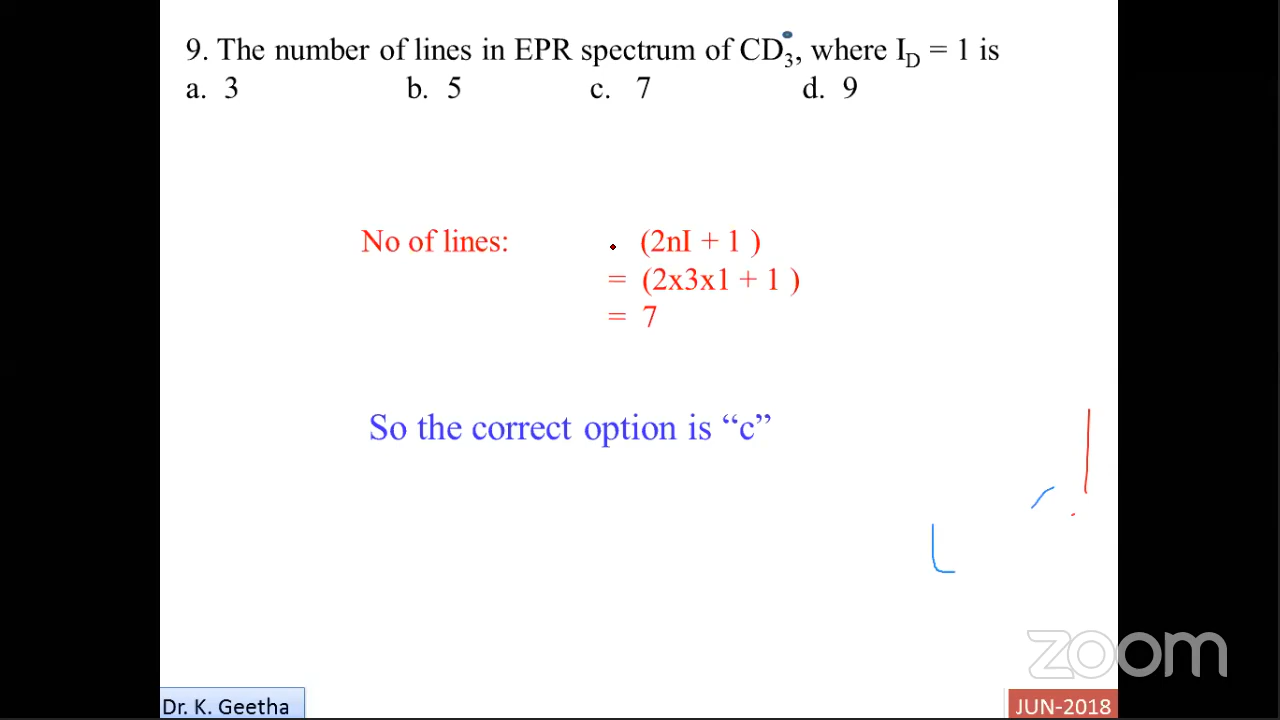 9. The number of lines in EPR spectrum of CD₃•, where I_D = 1 is
a. 3 b. 5 c. 7 d. 9
No of lines: (2nI + 1 )
= (2x3x1 + 1 )
= 7
So the correct option is “c”
zoom
Dr. K. Geetha
JUN-2018